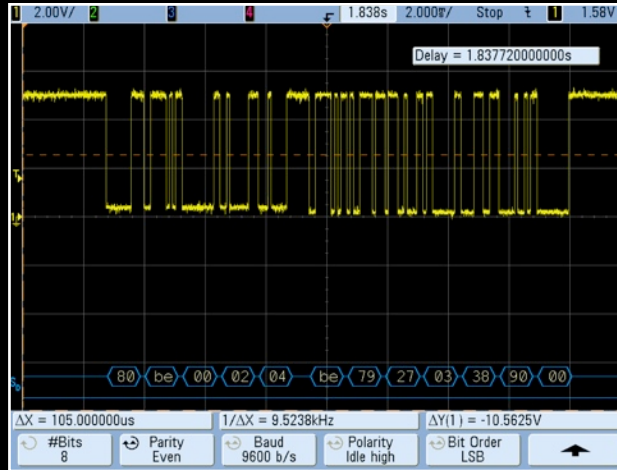 1 2.00V/ 2 3 4 1.838s 2.000ms/ Stop 1 1.58V
Delay = 1.837720000000s
T
1
80 be 00 02 04 be 79 27 03 38 90 00
ΔX = 105.000000us 1/ΔX = 9.5238kHz ΔY(1) = -10.5625V
#Bits Parity Baud Polarity Bit Order
8 Even 9600 b/s Idle high LSB